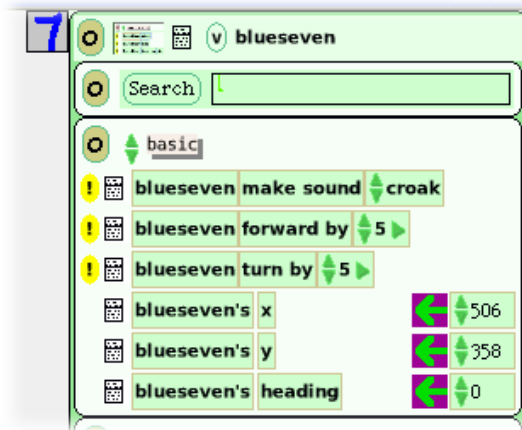 7
v blueseven
Search
basic
! blueseven make sound croak
! blueseven forward by 5
! blueseven turn by 5
blueseven's x 506
blueseven's y 358
blueseven's heading 0